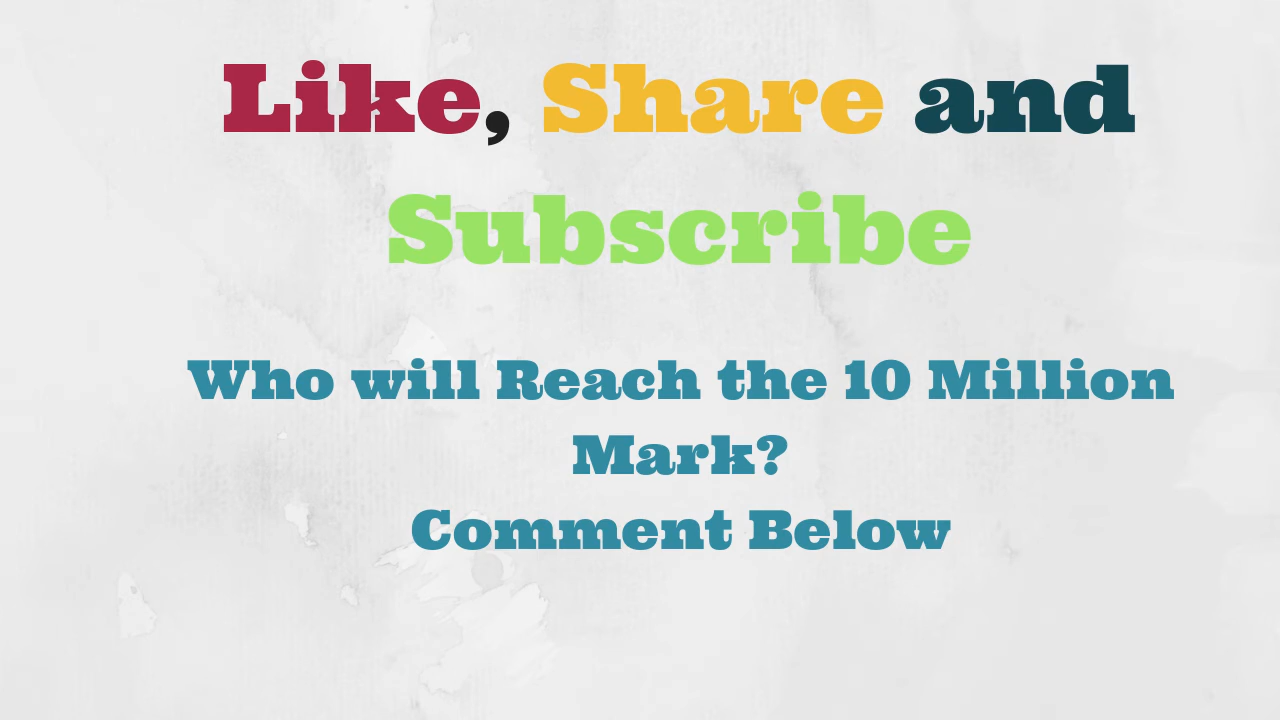 Like, Share and
Subscribe
Who will Reach the 10 Million
Mark?
Comment Below